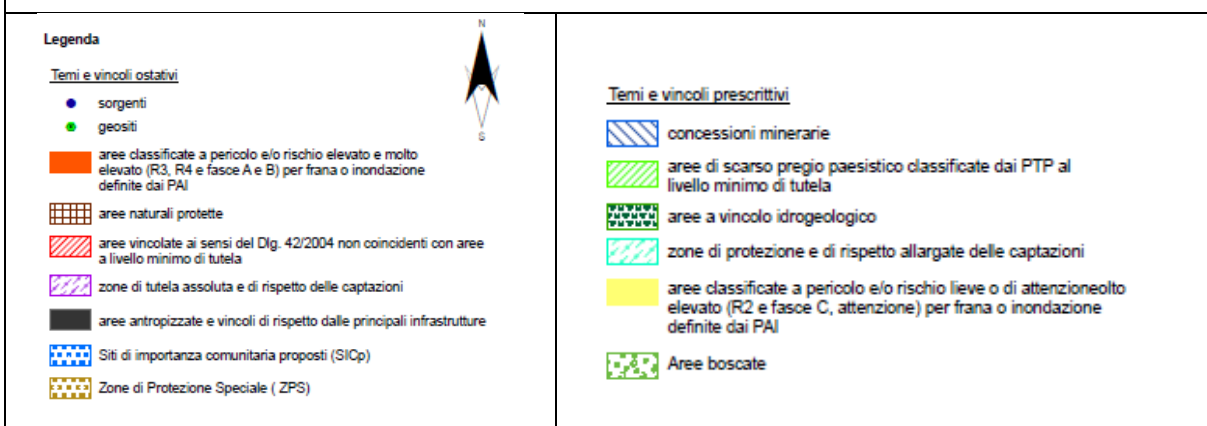 Legenda
N
S
Temi e vincoli ostativi
sorgenti
geositi
aree classificate a pericolo e/o rischio elevato e molto
elevato (R3, R4 e fasce A e B) per frana o inondazione
definite dai PAI
aree naturali protette
aree vincolate ai sensi del Dlg. 42/2004 non coincidenti con aree
a livello minimo di tutela
zone di tutela assoluta e di rispetto delle captazioni
aree antropizzate e vincoli di rispetto dalle principali infrastrutture
Siti di importanza comunitaria proposti (SICp)
Zone di Protezione Speciale ( ZPS)
Temi e vincoli prescrittivi
concessioni minerarie
aree di scarso pregio paesistico classificate dai PTP al
livello minimo di tutela
aree a vincolo idrogeologico
zone di protezione e di rispetto allargate delle captazioni
aree classificate a pericolo e/o rischio lieve o di attenzioneolto
elevato (R2 e fasce C, attenzione) per frana o inondazione
definite dai PAI
Aree boscate